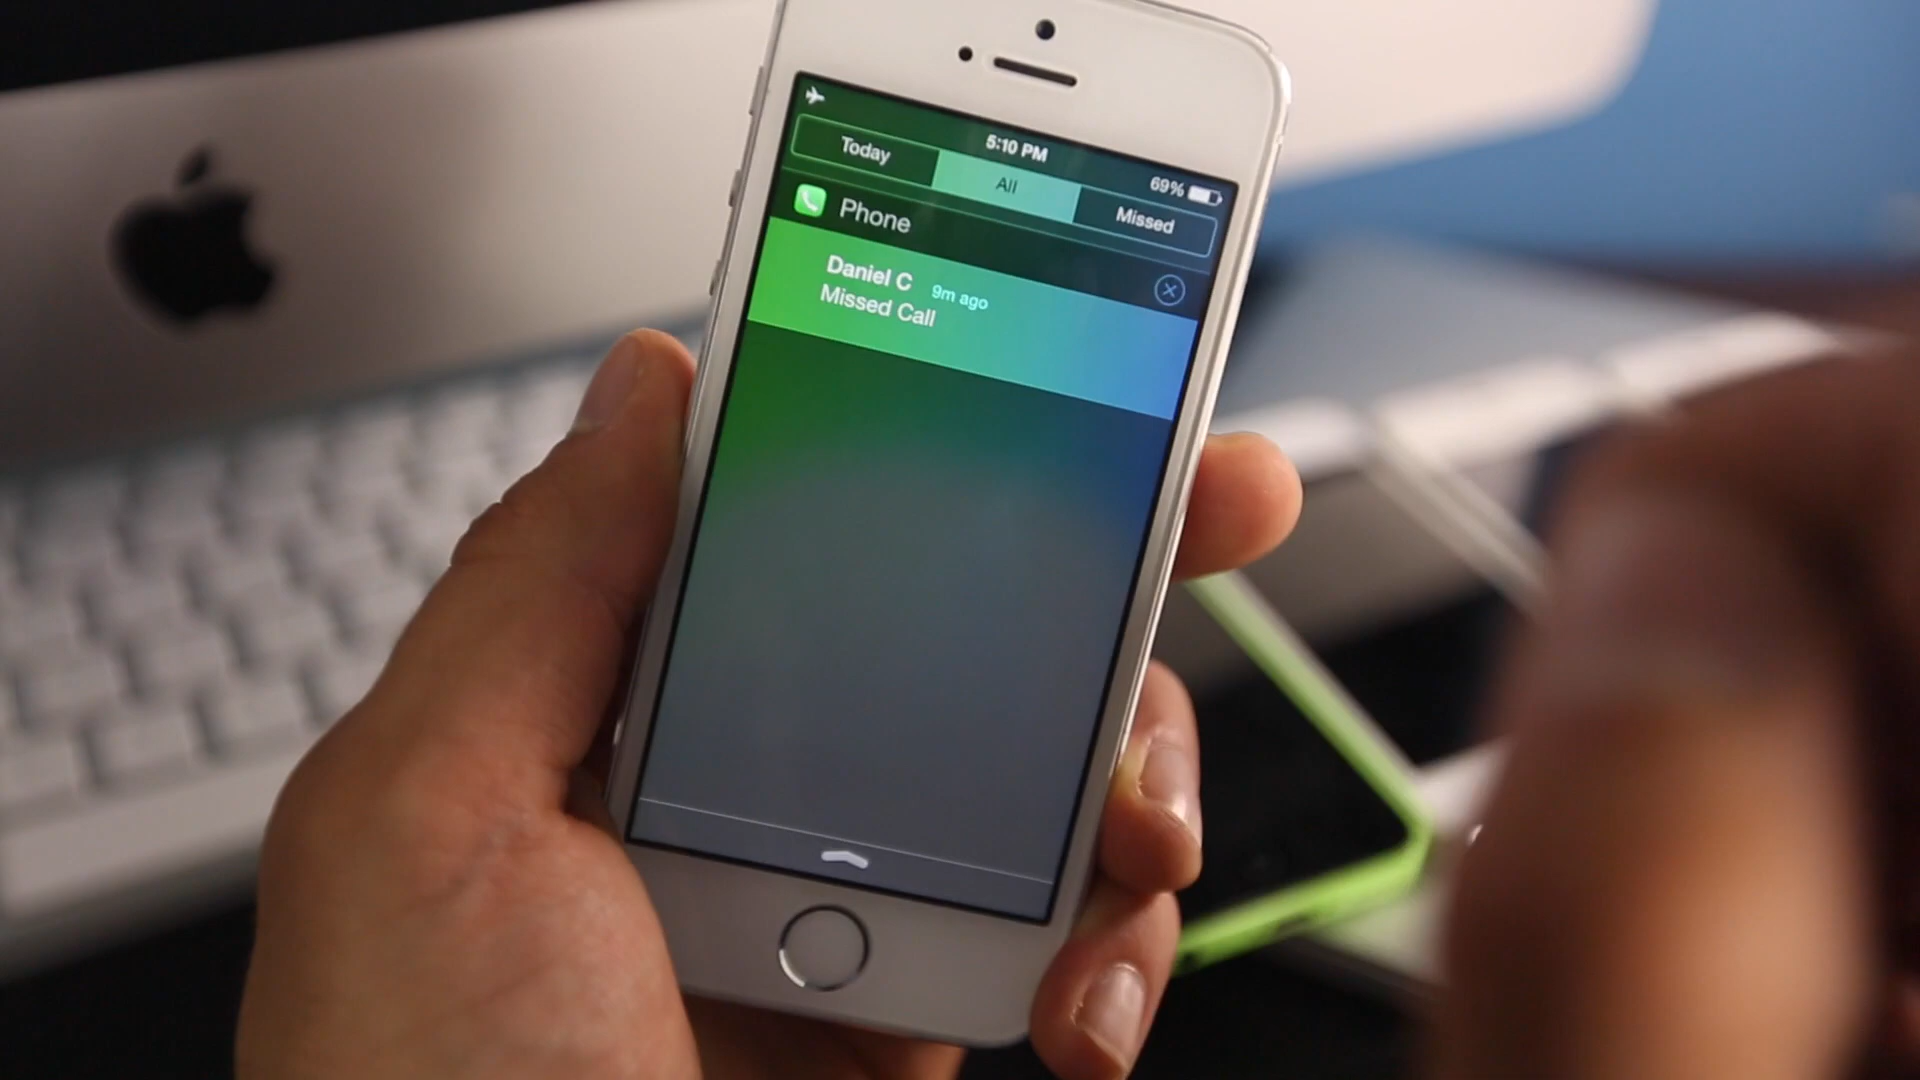 5:10 PM
69%
Today
All
Missed
Phone
Daniel C 9m ago
Missed Call